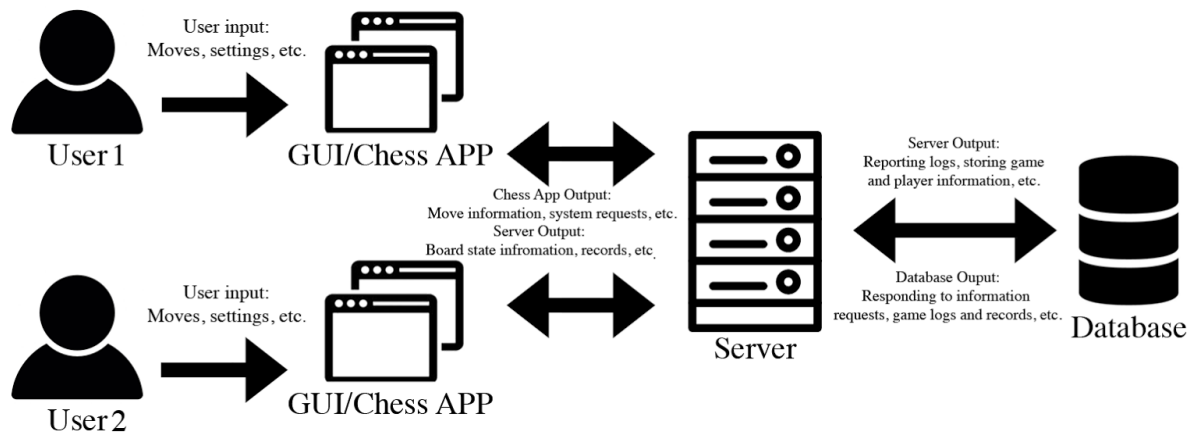 User input:
Moves, settings, etc.
User 1
GUI/Chess APP
Chess App Output:
Move information, system requests, etc.
Server Output:
Board state infromation, records, etc.
User input:
Moves, settings, etc.
User 2
GUI/Chess APP
Server
Server Output:
Reporting logs, storing game
and player information, etc.
Database Ouput:
Responding to information
requests, game logs and records, etc.
Database